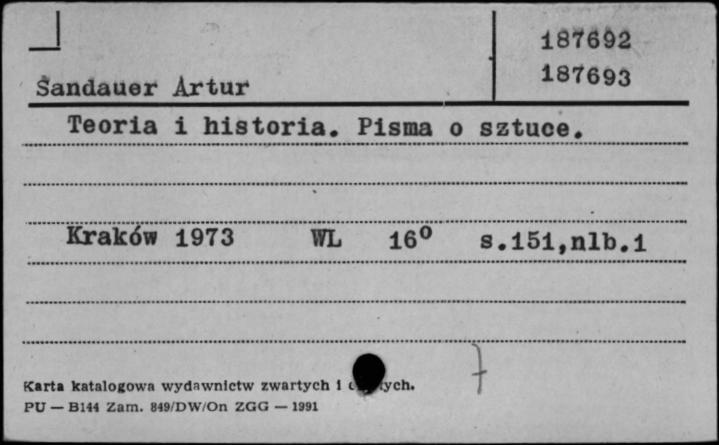 187692
187693
Sandauer Artur
Teoria i historia. Pisma o sztuce.
Kraków 1973 WL 16⁰ s.151,nlb.1
7
Karta katalogowa wydawnictw zwartych i
PU — B144 Zam. 849/DW/On ZGG — 1991